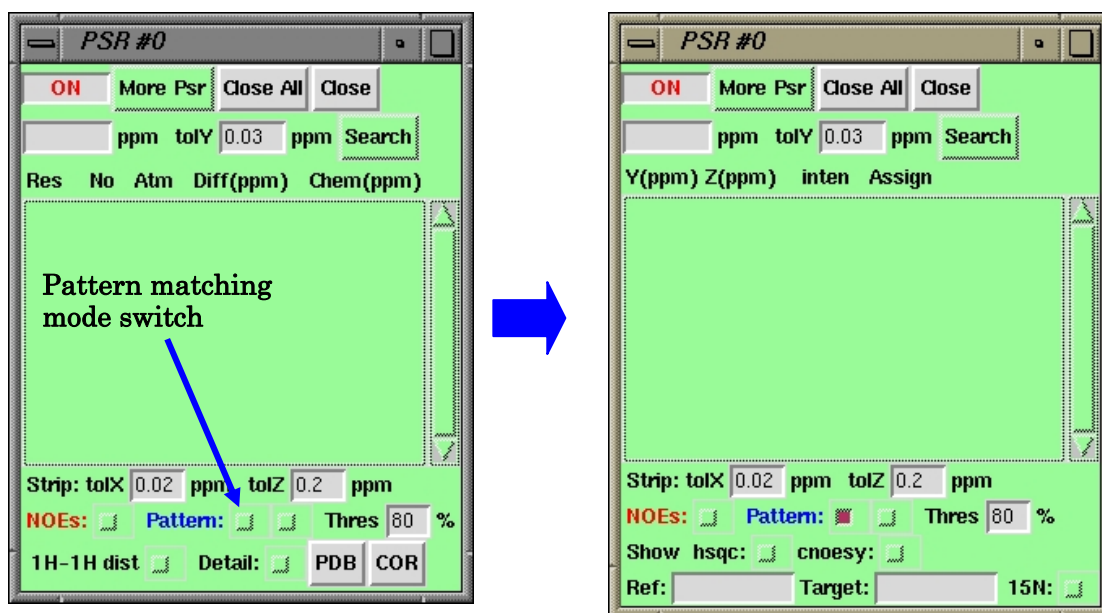 PSR #0
ON More Psr Close All Close
ppm tolY 0.03 ppm Search
Res No Atm Diff(ppm) Chem(ppm)
Pattern matching
mode switch
Strip: tolX 0.02 ppm tolZ 0.2 ppm
NOEs: Pattern: Thres 80 %
1H-1H dist Detail: PDB COR
PSR #0
ON More Psr Close All Close
ppm tolY 0.03 ppm Search
Y(ppm) Z(ppm) inten Assign
Strip: tolX 0.02 ppm tolZ 0.2 ppm
NOEs: Pattern: Thres 80 %
Show hsqc: cnoesy:
Ref: Target: 15N: